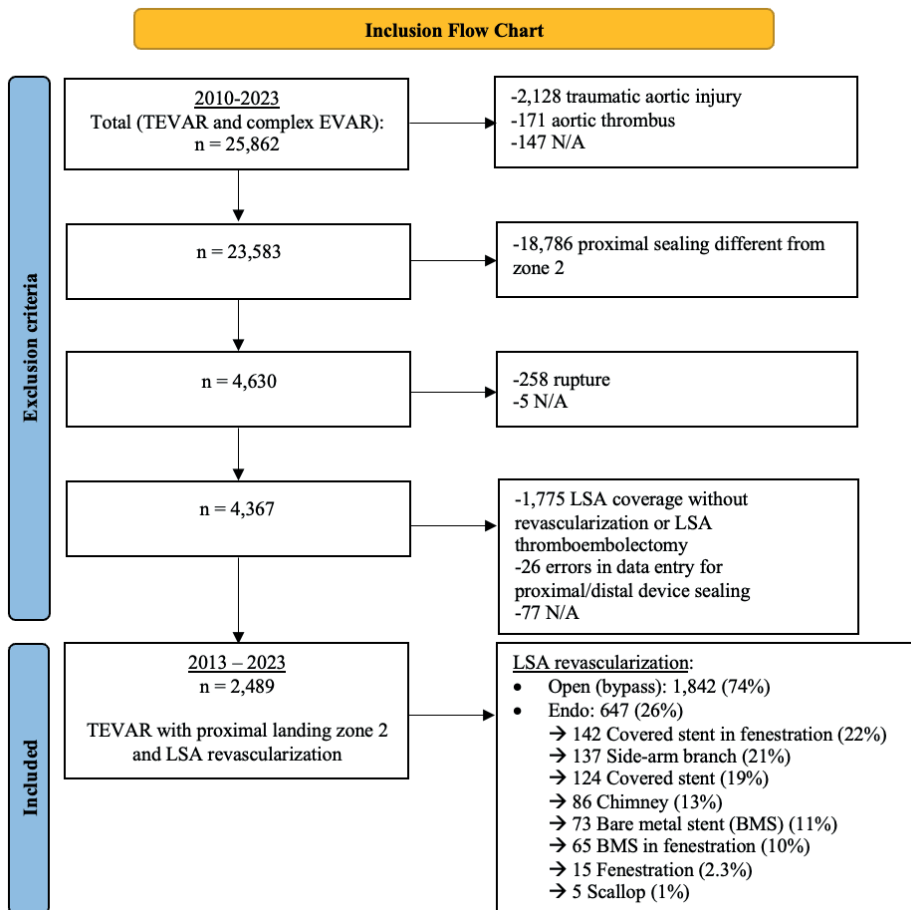 Inclusion Flow Chart
Exclusion criteria
2010-2023
Total (TEVAR and complex EVAR):
n = 25,862
-2,128 traumatic aortic injury
-171 aortic thrombus
-147 N/A
n = 23,583
-18,786 proximal sealing different from
zone 2
n = 4,630
-258 rupture
-5 N/A
n = 4,367
-1,775 LSA coverage without
revascularization or LSA
thromboembolectomy
-26 errors in data entry for
proximal/distal device sealing
-77 N/A
Included
2013 – 2023
n = 2,489
TEVAR with proximal landing zone 2
and LSA revascularization
LSA revascularization:
• Open (bypass): 1,842 (74%)
• Endo: 647 (26%)
→ 142 Covered stent in fenestration (22%)
→ 137 Side-arm branch (21%)
→ 124 Covered stent (19%)
→ 86 Chimney (13%)
→ 73 Bare metal stent (BMS) (11%)
→ 65 BMS in fenestration (10%)
→ 15 Fenestration (2.3%)
→ 5 Scallop (1%)